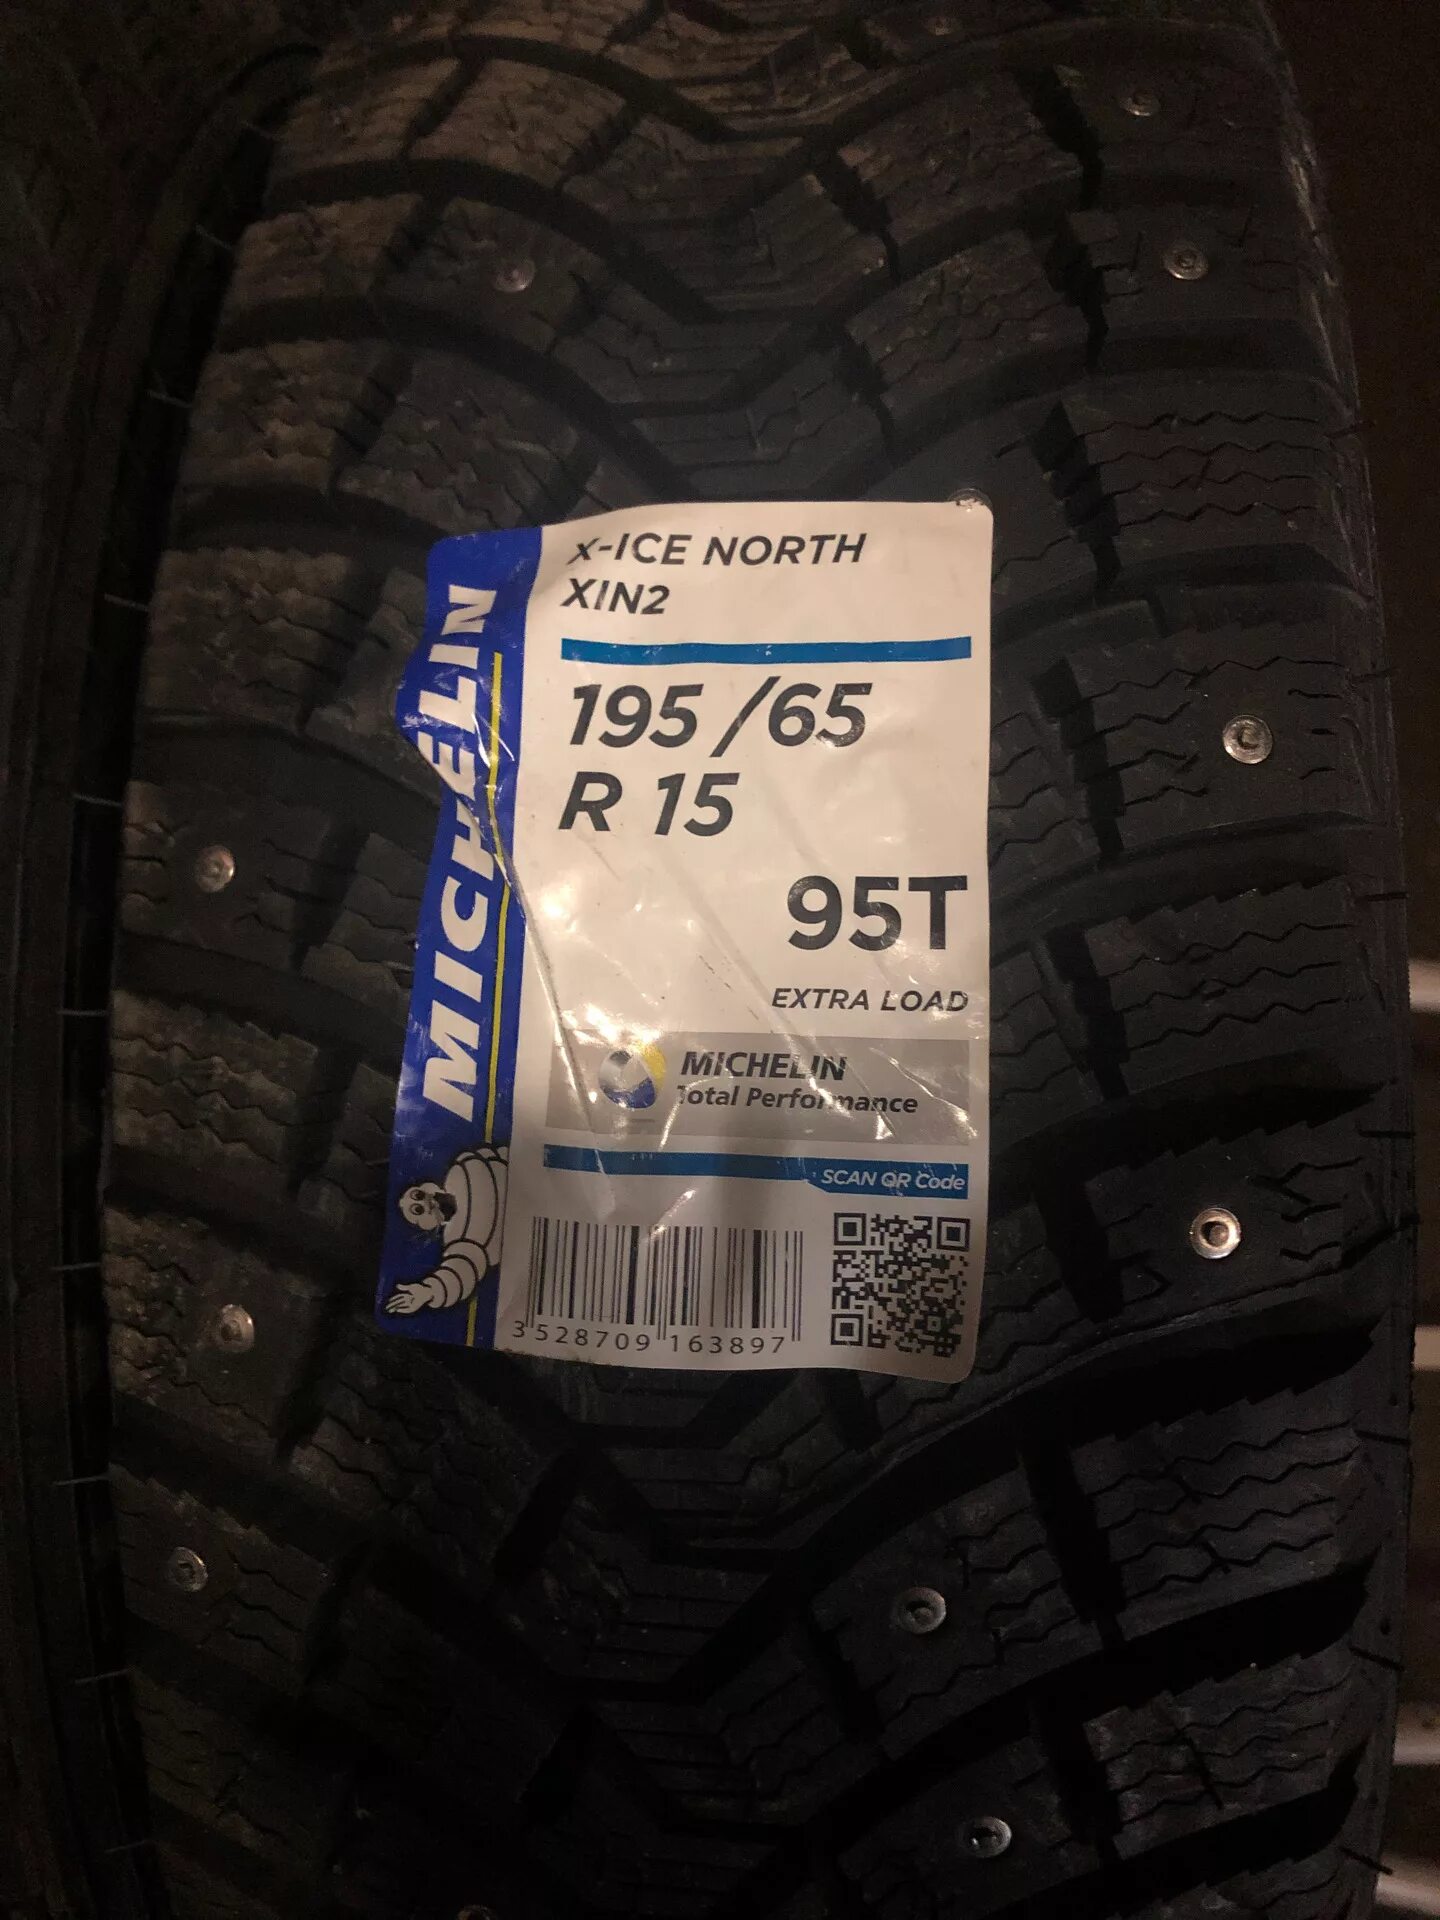 MICHELIN
x-ICE NORTH
XIN2
195/65
R 15
95T
EXTRA LOAD
MICHELIN
Total Performance
SCAN QR Code
3 528709 163897